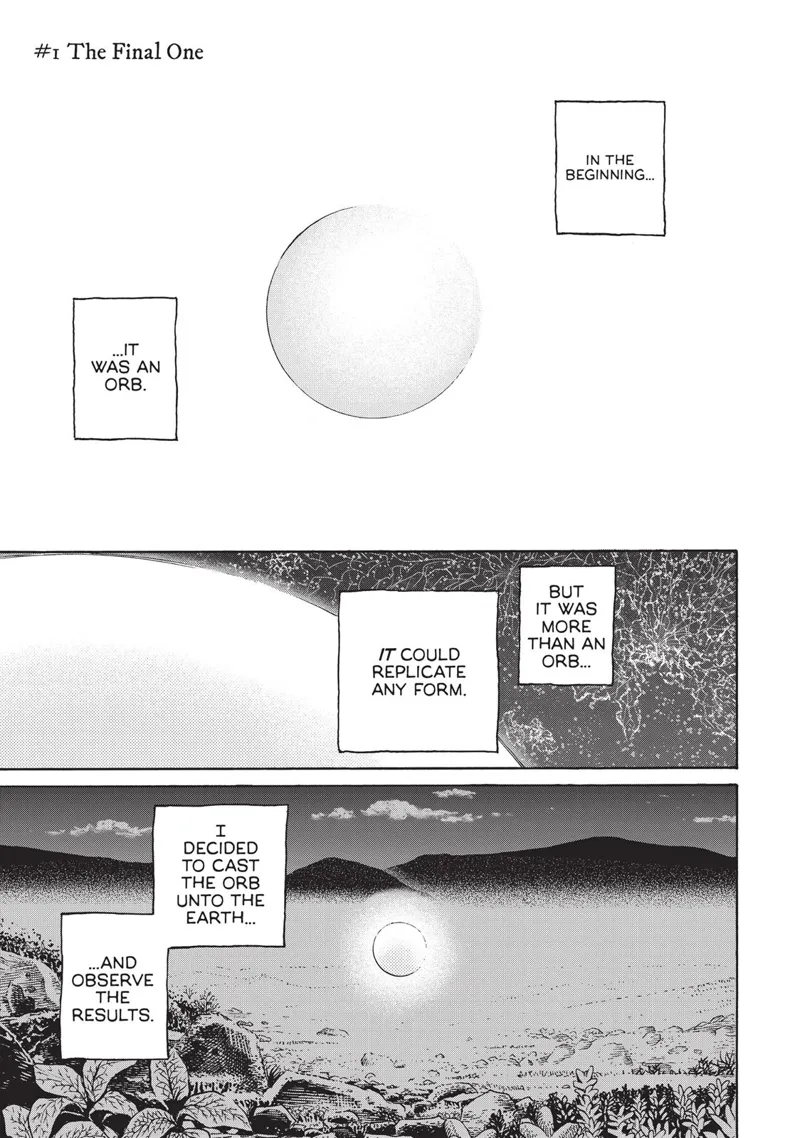 #1 The Final One
IN THE
BEGINNING...
...IT
WAS AN
ORB.
BUT
IT WAS
MORE
THAN AN
ORB...
IT COULD
REPLICATE
ANY FORM.
I
DECIDED
TO CAST
THE ORB
UNTO THE
EARTH...
...AND
OBSERVE
THE
RESULTS.